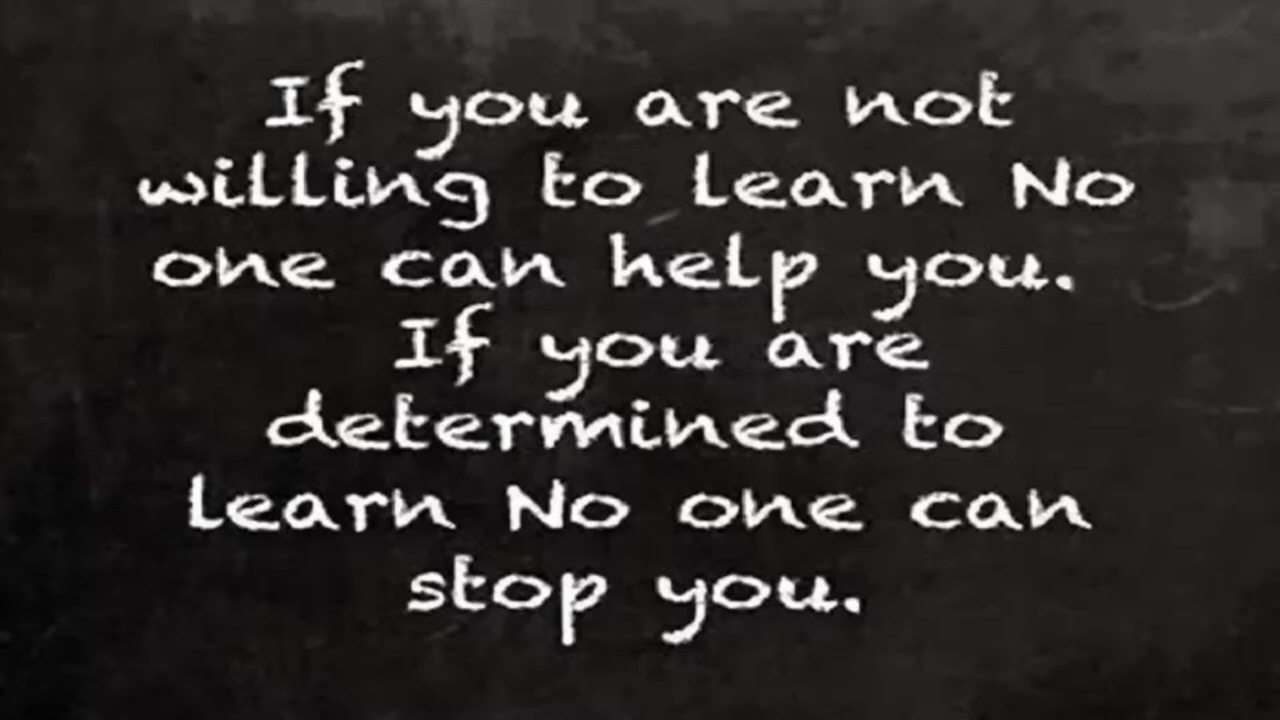 If you are not
willing to learn No
one can help you.
If you are
determined to
learn No one can
stop you.